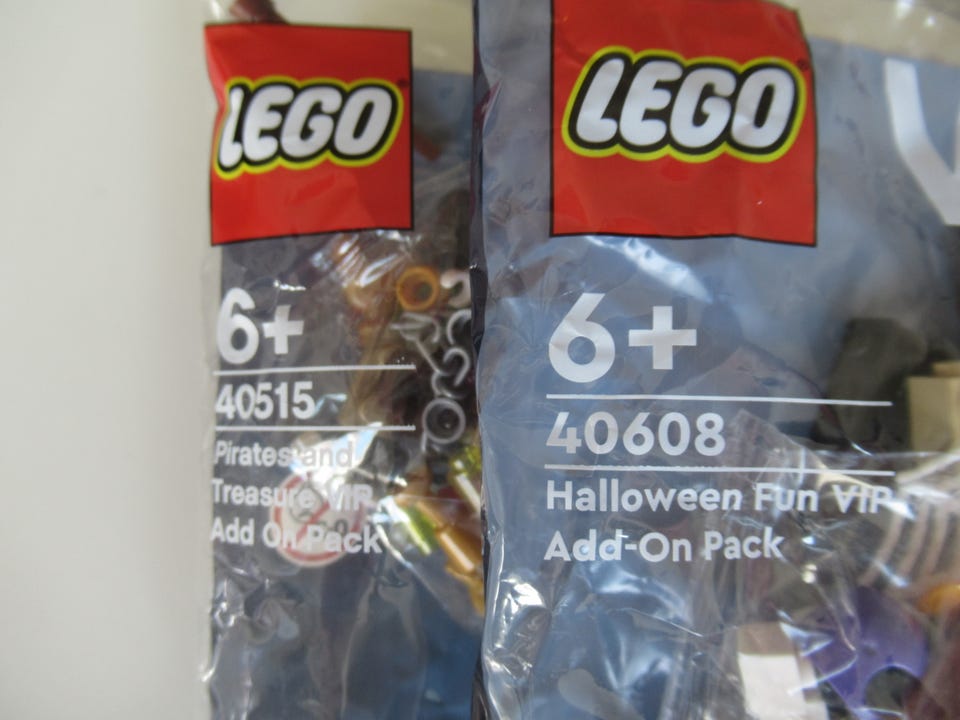 LEGO
6+
40515
Pirates and
Treasure VIP
Add On Pack
LEGO
6+
40608
Halloween Fun VIP
Add-On Pack